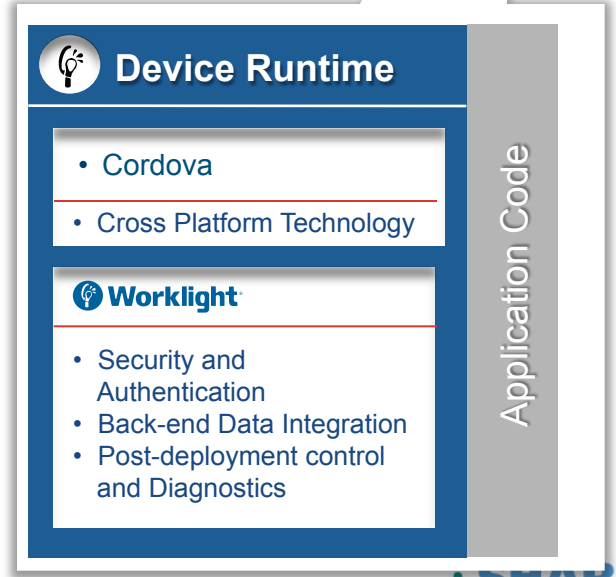 Device Runtime
• Cordova
• Cross Platform Technology
Worklight
• Security and
Authentication
• Back-end Data Integration
• Post-deployment control
and Diagnostics
Application Code